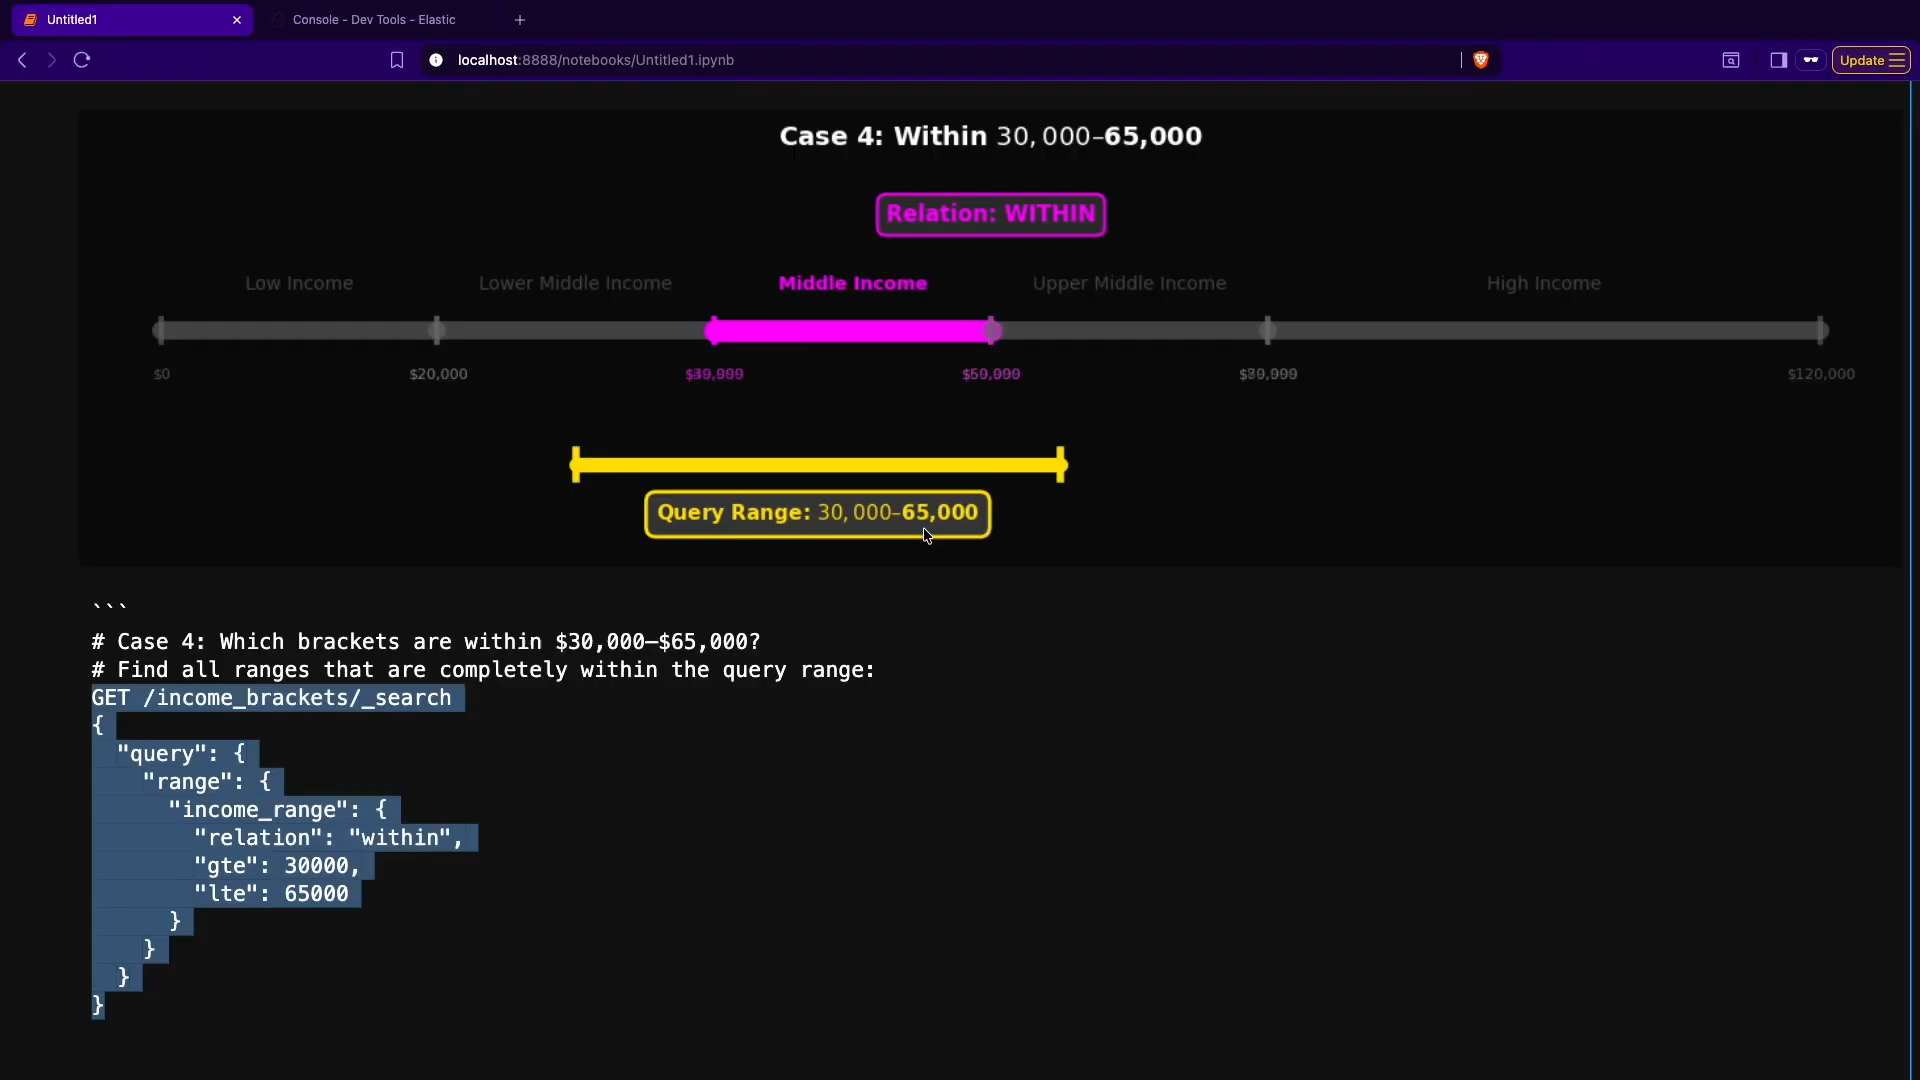 Untitled1
Console - Dev Tools - Elastic
localhost:8888/notebooks/Untitled1.ipynb
Update
Case 4: Within 30,000–65,000
Relation: WITHIN
Low Income
Lower Middle Income
Middle Income
Upper Middle Income
High Income
$0
$20,000
$120,000
Query Range: 30,000–65,000
```
# Case 4: Which brackets are within $30,000–$65,000?
# Find all ranges that are completely within the query range:
GET /income_brackets/_search
{
"query": {
"range": {
"income_range": {
"relation": "within",
"gte": 30000,
"lte": 65000
}
}
}
}